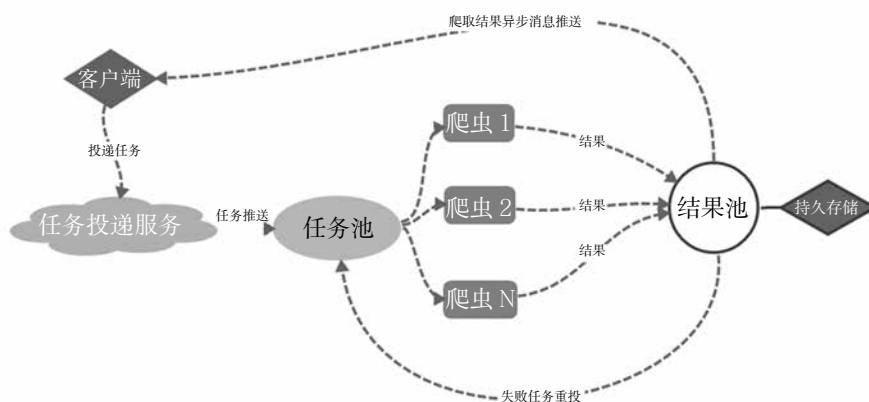 爬取结果异步消息推送
客户端
爬虫 1
结果
投递任务
任务投递服务
任务推送
任务池
爬虫 2
结果
结果池
持久存储
结果
爬虫 N
失败任务重投